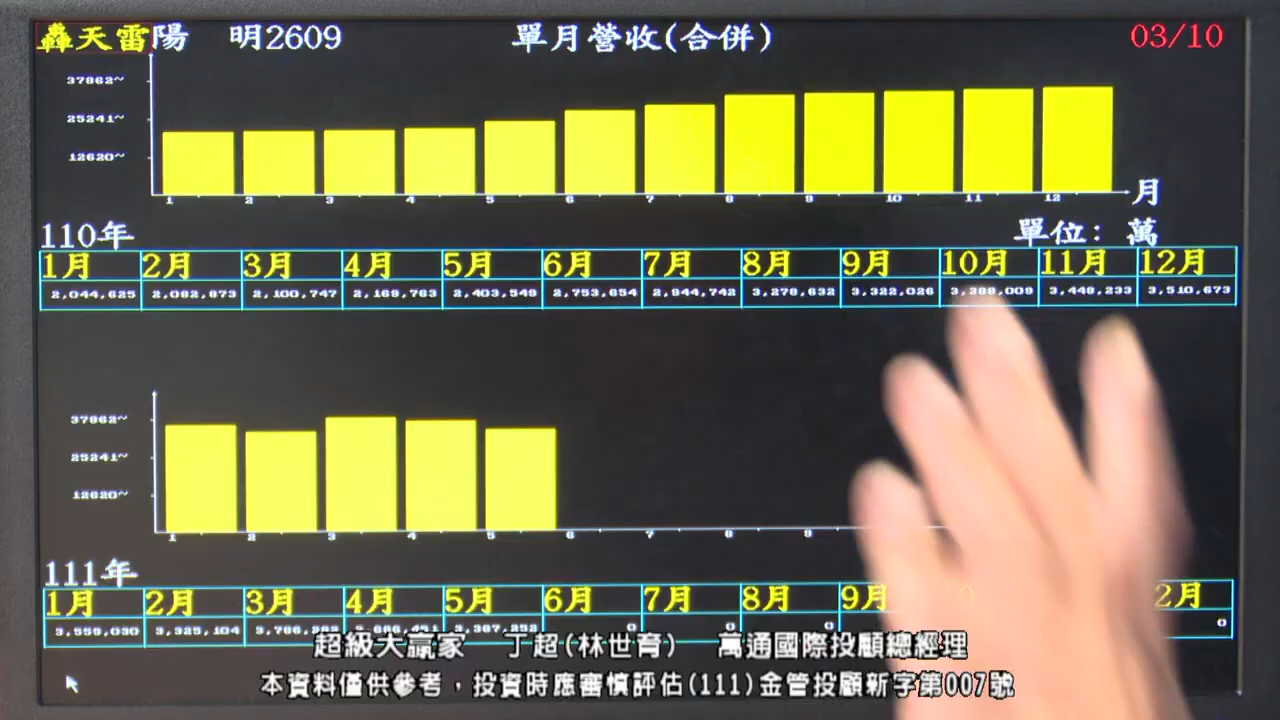 轟天雷陽 明2609 單月營收(合併) 03/10
37862~
25241~
12620~
1 2 3 4 5 6 7 8 9 10 11 12 月
110年 單位: 萬
1月 2月 3月 4月 5月 6月 7月 8月 9月 10月 11月 12月
2,044,625 2,082,873 2,100,747 2,169,763 2,403,549 2,753,654 2,944,742 3,278,632 3,322,026 3,388,009 3,448,233 3,510,673
37862~
25241~
12620~
1 2 3 4 5 6 7 8 9
111年
1月 2月 3月 4月 5月 6月 7月 8月 9月 2月
3,559,030 3,325,104 0
超級大贏家 丁超(林世育) 萬通國際投顧總經理
本資料僅供參考，投資時應審慎評估(111)金管投顧新字第007號